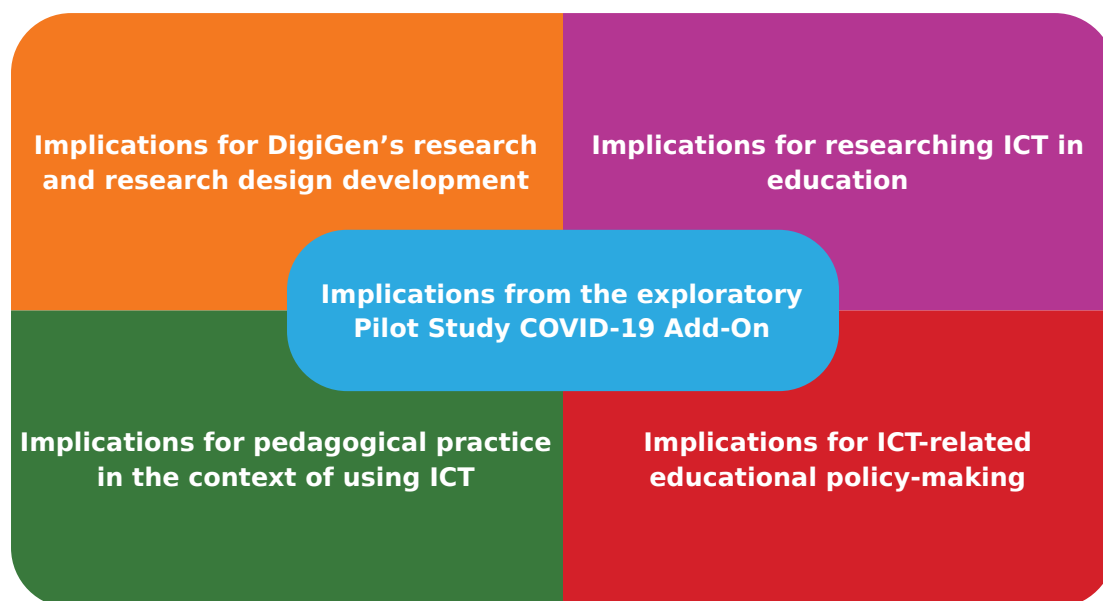 Implications for DigiGen’s research
and research design development
Implications for researching ICT in
education
Implications from the exploratory
Pilot Study COVID-19 Add-On
Implications for pedagogical practice
in the context of using ICT
Implications for ICT-related
educational policy-making